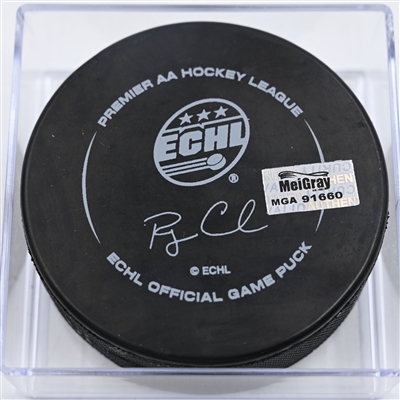 PREMIER AA HOCKEY LEAGUE
ECHL
®
MeiGray
MGA 91660
© ECHL
ECHL OFFICIAL GAME PUCK